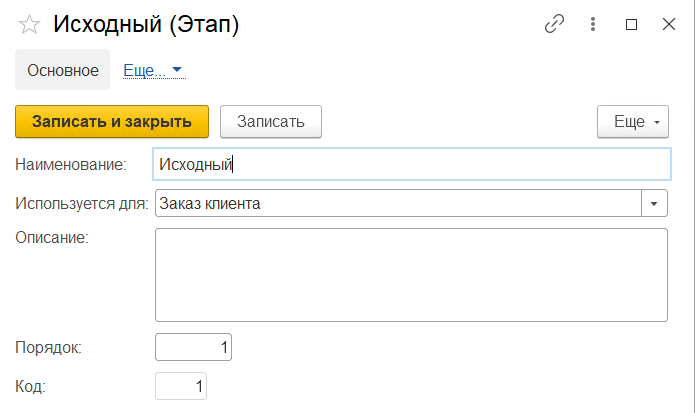 Исходный (Этап)
Основное Еще...
Записать и закрыть Записать Еще
Наименование: Исходный
Используется для: Заказ клиента
Описание:
Порядок: 1
Код: 1